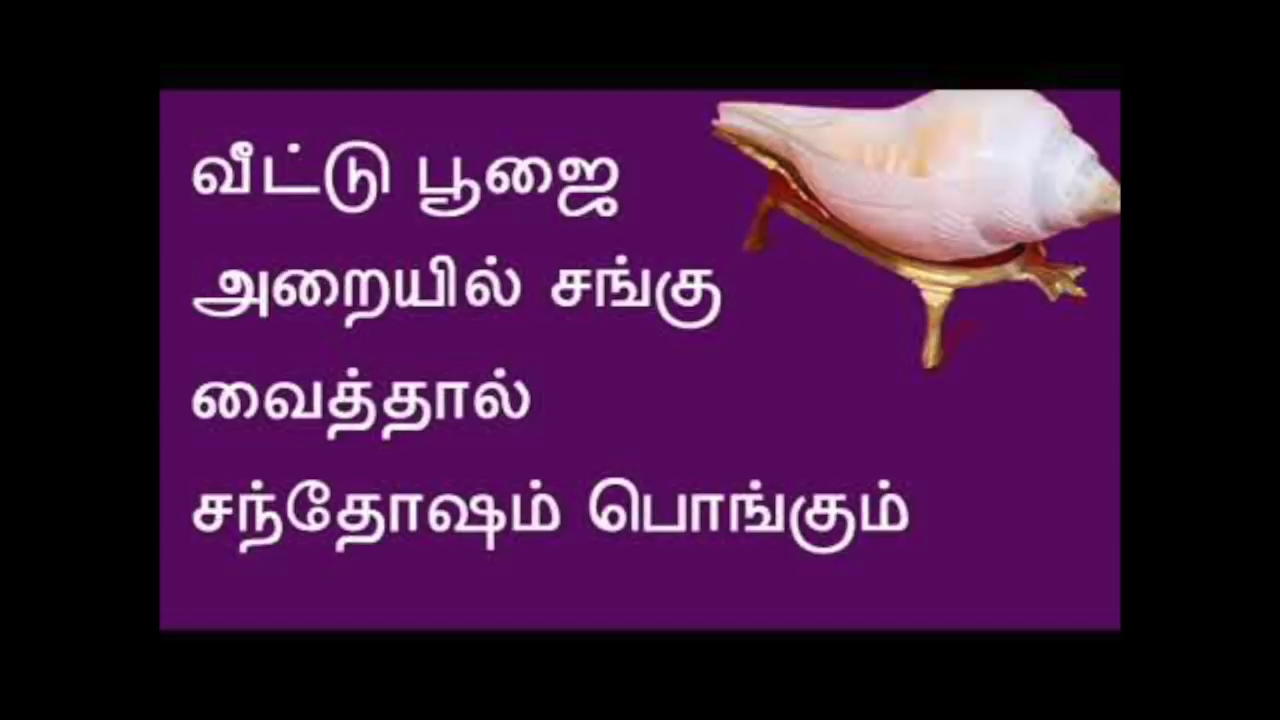 வீட்டு பூஜை
அறையில் சங்கு
வைத்தால்
சந்தோஷம் பொங்கும்